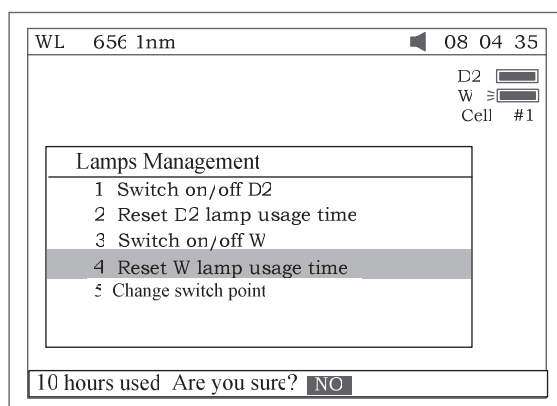 WL 656 1nm 08 04 35
D2
W
Cell #1
Lamps Management
1 Switch on/off D2
2 Reset D2 lamp usage time
3 Switch on/off W
4 Reset W lamp usage time
5 Change switch point
10 hours used Are you sure? NO